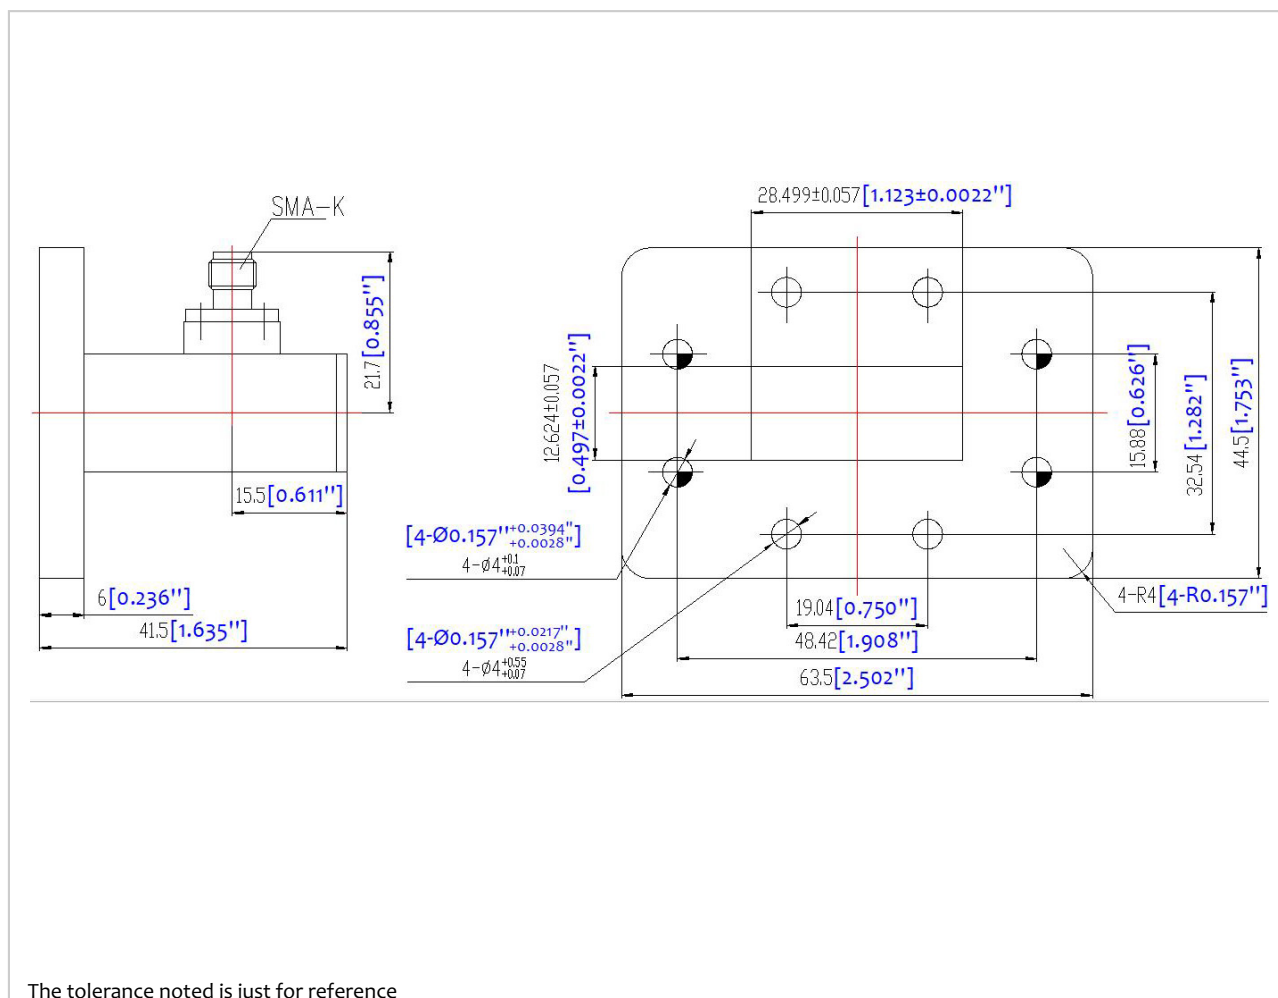 SMA-K
21.7[0.855'']
15.5[0.611'']
6[0.236'']
41.5[1.635'']
28.499±0.057[1.123±0.0022'']
12.624±0.057
[0.497±0.0022'']
15.88[0.626'']
32.54[1.282'']
44.5[1.753'']
[4-Ø0.157''+0.0394" +0.0028"]
4-ø4+0.1 +0.07
[4-Ø0.157''+0.0217" +0.0028"]
4-ø4+0.55 +0.07
19.04[0.750'']
48.42[1.908'']
63.5[2.502'']
4-R4[4-R0.157'']
The tolerance noted is just for reference